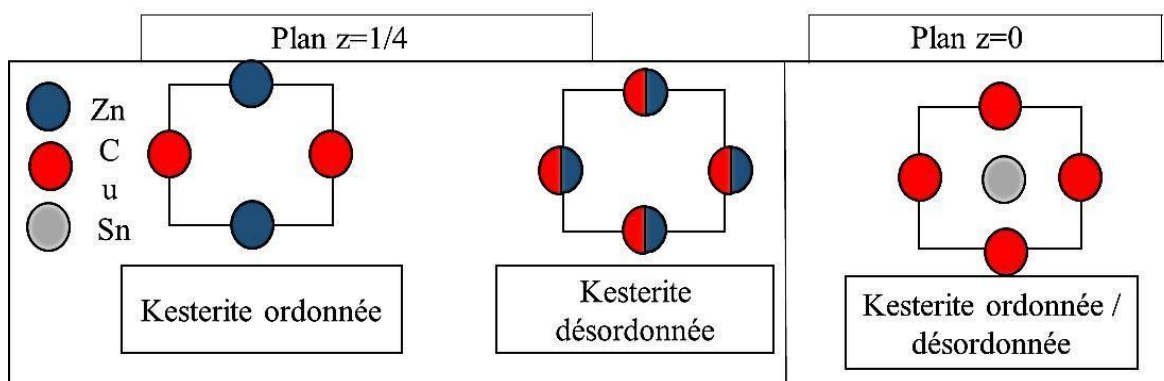 Plan z=1/4
Plan z=0
Zn
C
u
Sn
Kesterite ordonnée
Kesterite
désordonnée
Kesterite ordonnée /
désordonnée